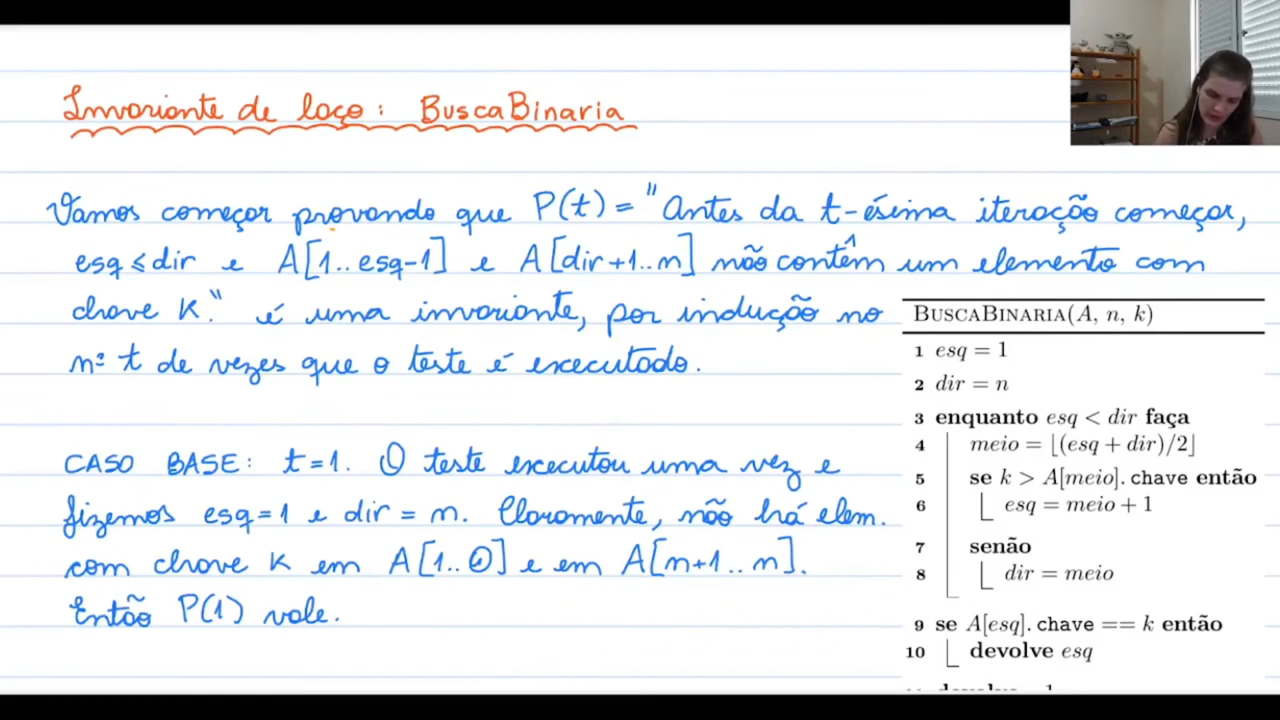 Invariante de laço: BuscaBinaria
Vamos começar provando que P(t) = "Antes da t-ésima iteração começar,
esq ≤ dir e A[1..esq-1] e A[dir+1..n] não contêm um elemento com
chave k." é uma invariante, por indução no
nº t de vezes que o teste é executado.
CASO BASE: t=1. O teste executou uma vez e
fizemos esq=1 e dir=n. Claramente, não há elem.
com chave k em A[1..0] e em A[n+1..n].
Então P(1) vale.
BUSCABINARIA(A, n, k)
1 esq = 1
2 dir = n
3 enquanto esq < dir faça
4 meio = ⌊(esq + dir)/2⌋
5 se k > A[meio]. chave então
6 esq = meio + 1
7 senão
8 dir = meio
9 se A[esq]. chave == k então
10 devolve esq